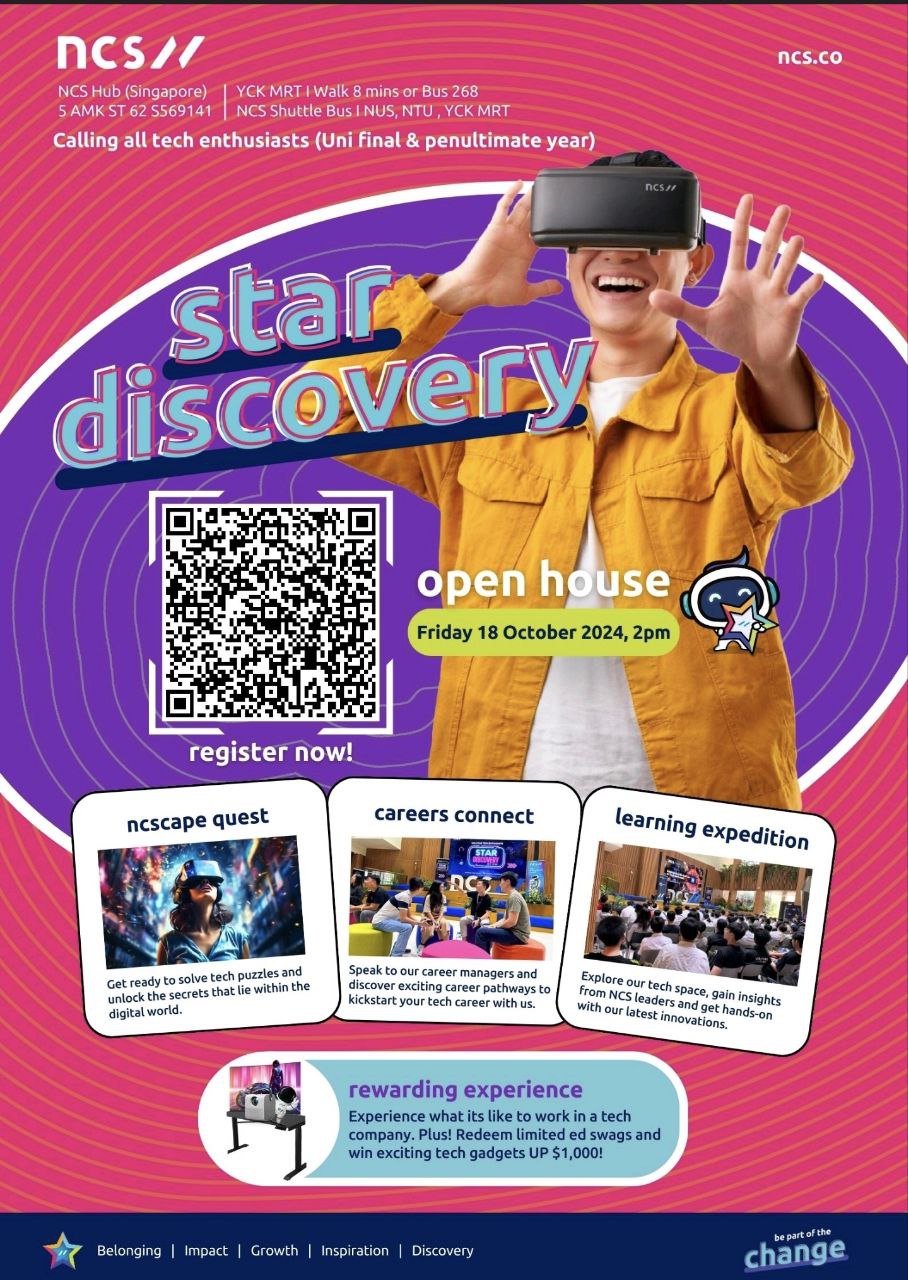 ncs//
ncs.co
NCS Hub (Singapore)
5 AMK ST 62 S569141
YCK MRT I Walk 8 mins or Bus 268
NCS Shuttle Bus I NUS, NTU , YCK MRT
Calling all tech enthusiasts (Uni final & penultimate year)
ncs//
star
discovery
open house
Friday 18 October 2024, 2pm
register now!
ncscape quest
Get ready to solve tech puzzles and
unlock the secrets that lie within the
digital world.
careers connect
STAR
DISCOVERY
Speak to our career managers and
discover exciting career pathways to
kickstart your tech career with us.
learning expedition
Explore our tech space, gain insights
from NCS leaders and get hands-on
with our latest innovations.
rewarding experience
Experience what its like to work in a tech
company. Plus! Redeem limited ed swags and
win exciting tech gadgets UP $1,000!
Belonging | Impact | Growth | Inspiration | Discovery
be part of the
change